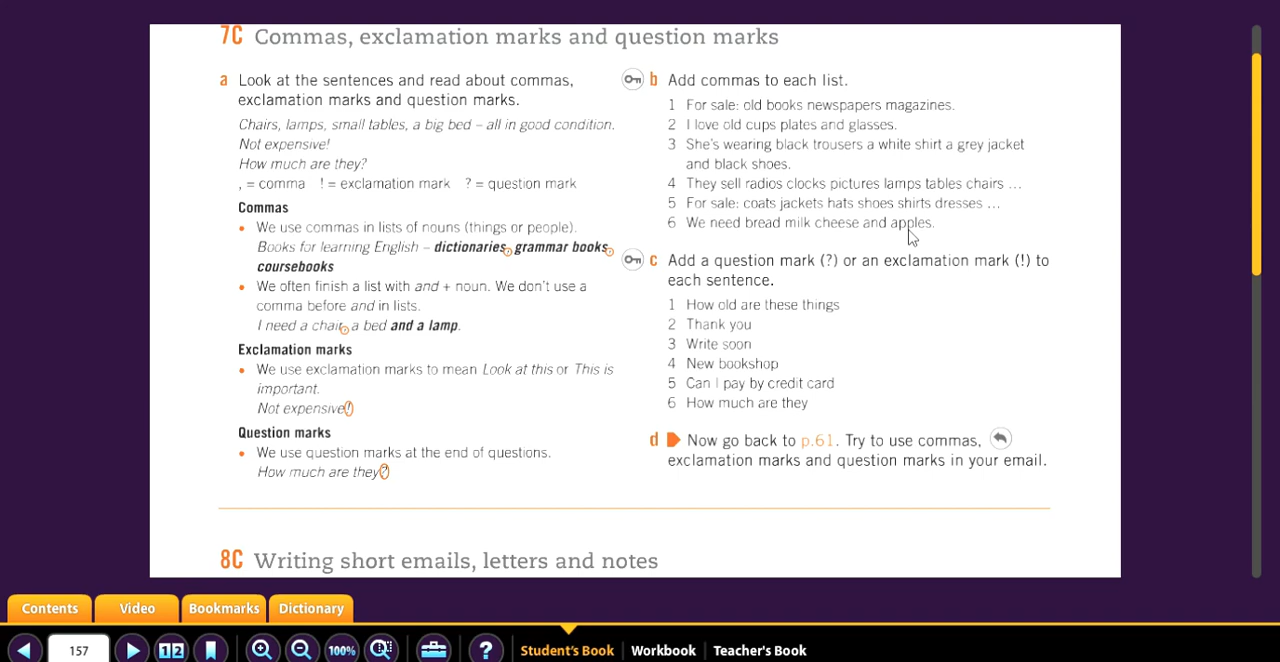 7C Commas, exclamation marks and question marks
a Look at the sentences and read about commas,
exclamation marks and question marks.
Chairs, lamps, small tables, a big bed – all in good condition.
Not expensive!
How much are they?
, = comma ! = exclamation mark ? = question mark
Commas
• We use commas in lists of nouns (things or people).
Books for learning English – dictionaries, grammar books,
coursebooks
• We often finish a list with and + noun. We don't use a
comma before and in lists.
I need a chair, a bed and a lamp.
Exclamation marks
• We use exclamation marks to mean Look at this or This is
important.
Not expensive!
Question marks
• We use question marks at the end of questions.
How much are they?
b Add commas to each list.
1 For sale: old books newspapers magazines.
2 I love old cups plates and glasses.
3 She's wearing black trousers a white shirt a grey jacket
and black shoes.
4 They sell radios clocks pictures lamps tables chairs ...
5 For sale: coats jackets hats shoes shirts dresses ...
6 We need bread milk cheese and apples.
c Add a question mark (?) or an exclamation mark (!) to
each sentence.
1 How old are these things
2 Thank you
3 Write soon
4 New bookshop
5 Can I pay by credit card
6 How much are they
d Now go back to p.61. Try to use commas,
exclamation marks and question marks in your email.
8C Writing short emails, letters and notes
Contents Video Bookmarks Dictionary
157 12 100% ? Student's Book Workbook Teacher's Book